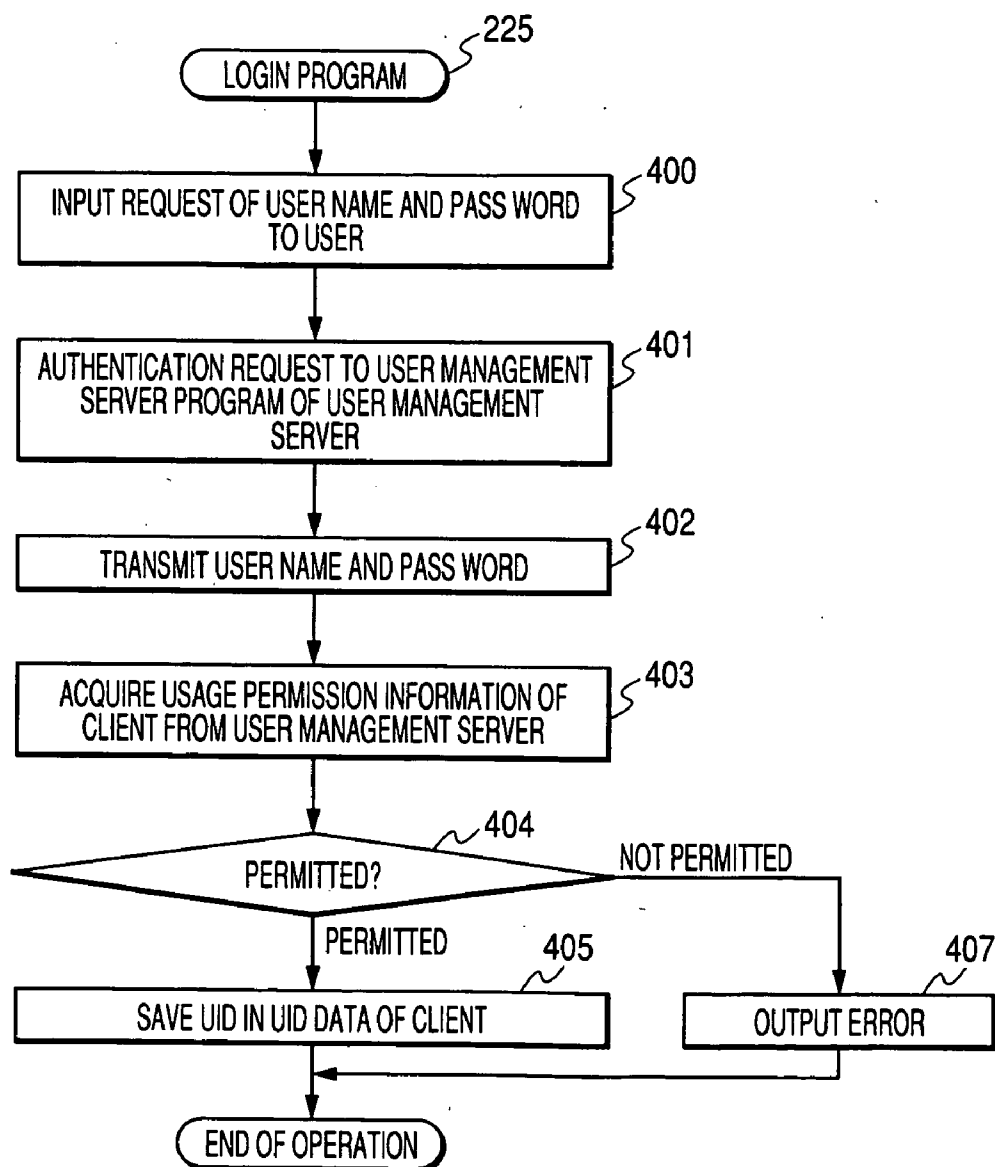 225
LOGIN PROGRAM
400
INPUT REQUEST OF USER NAME AND PASS WORD
TO USER
401
AUTHENTICATION REQUEST TO USER MANAGEMENT
SERVER PROGRAM OF USER MANAGEMENT
SERVER
402
TRANSMIT USER NAME AND PASS WORD
403
ACQUIRE USAGE PERMISSION INFORMATION OF
CLIENT FROM USER MANAGEMENT SERVER
404
PERMITTED?
NOT PERMITTED
PERMITTED
405
SAVE UID IN UID DATA OF CLIENT
407
OUTPUT ERROR
END OF OPERATION